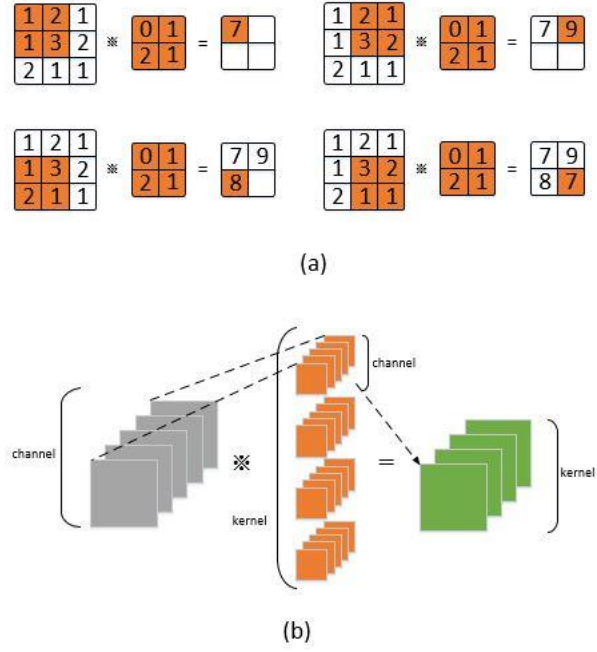 1 2 1 ※ 0 1 = 7
1 3 2 2 1
2 1 1
1 2 1 ※ 0 1 = 7 9
1 3 2 2 1
2 1 1
1 2 1 ※ 0 1 = 7 9
1 3 2 2 1 8
2 1 1
1 2 1 ※ 0 1 = 7 9
1 3 2 2 1 8 7
2 1 1
(a)
channel
※
kernel
channel
=
kernel
(b)